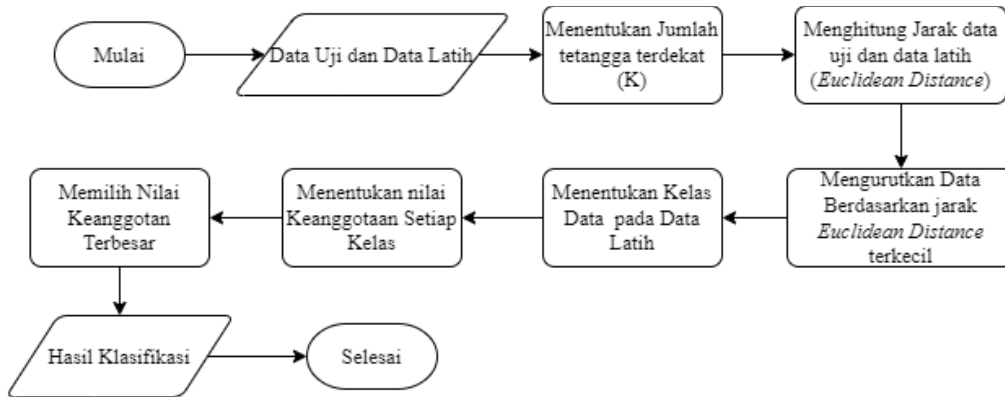 Mulai
Data Uji dan Data Latih
Menentukan Jumlah
tetangga terdekat
(K)
Menghitung Jarak data
uji dan data latih
(Euclidean Distance)
Mengurutkan Data
Berdasarkan jarak
Euclidean Distance
terkecil
Menentukan Kelas
Data pada Data
Latih
Menentukan nilai
Keanggotaan Setiap
Kelas
Memilih Nilai
Keanggotan
Terbesar
Hasil Klasifikasi
Selesai